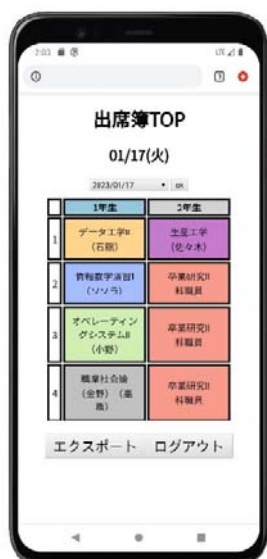 2:01
LTE
出席簿TOP
01/17(火)
2023/01/17 ok
1年生 2年生
1 データ工学II 生産工学
(佐々木)
2 情報数学演習I 卒業研究II
(ソソラ) 科職員
3 オペレーティン 卒業研究II
グシステムII 科職員
(小野)
4 職業社会論 卒業研究II
(金野) 科職員
エクスポート ログアウト